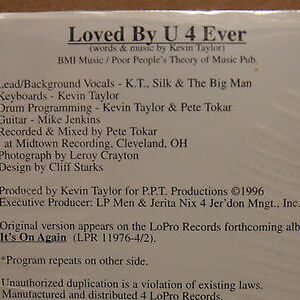 Loved By U 4 Ever
(words & music by Kevin Taylor)
BMI Music / Poor People's Theory of Music Pub.
Lead/Background Vocals - K.T., Silk & The Big Man
Keyboards - Kevin Taylor
Drum Programming - Kevin Taylor & Pete Tokar
Guitar - Mike Jenkins
Recorded & Mixed by Pete Tokar
at Midtown Recording, Cleveland, OH
Photography by Leroy Crayton
Design by Cliff Starks
Produced by Kevin Taylor for P.P.T. Productions ©1996
Executive Producer: LP Men & Jerita Nix 4 Jer'don Mngt., Inc.
Original version appears on the LoPro Records forthcoming
It's On Again (LPR 11976-4/2).
*Program repeats on other side.
Unauthorized duplication is a violation of existing laws.
Manufactured and distributed 4 LoPro Records.